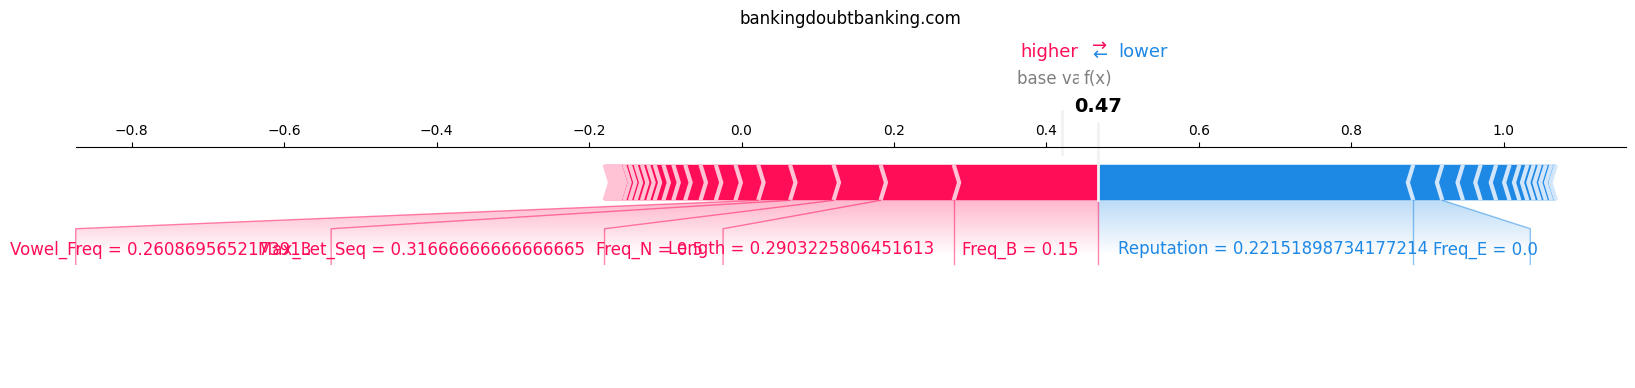 bankingdoubtbanking.com
higher ⇄ lower
base va f(x)
0.47
−0.8 −0.6 −0.4 −0.2 0.0 0.2 0.4 0.6 0.8 1.0
Vowel_Freq = 0.2608695652173913 Max_Let_Seq = 0.31666666666666665 Freq_N = 0.5 Length = 0.2903225806451613 Freq_B = 0.15 Reputation = 0.22151898734177214 Freq_E = 0.0